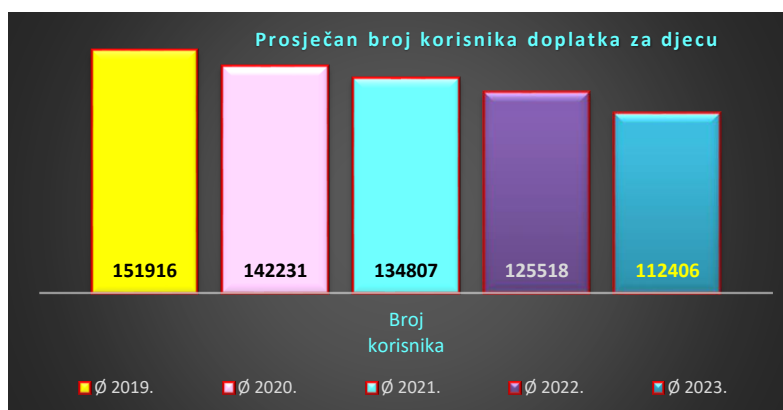 Prosječan broj korisnika doplatka za djecu
151916 142231 134807 125518 112406
Broj
korisnika
Ø 2019. Ø 2020. Ø 2021. Ø 2022. Ø 2023.